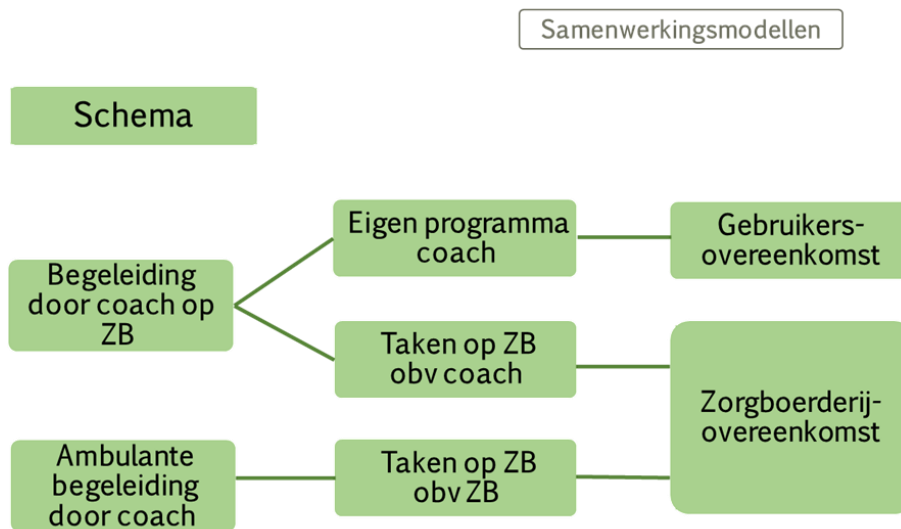 Samenwerkingsmodellen
Schema
Eigen programma
coach
Gebruikers-
overeenkomst
Begeleiding
door coach op
ZB
Taken op ZB
obv coach
Zorgboerderij-
overeenkomst
Ambulante
begeleiding
door coach
Taken op ZB
obv ZB